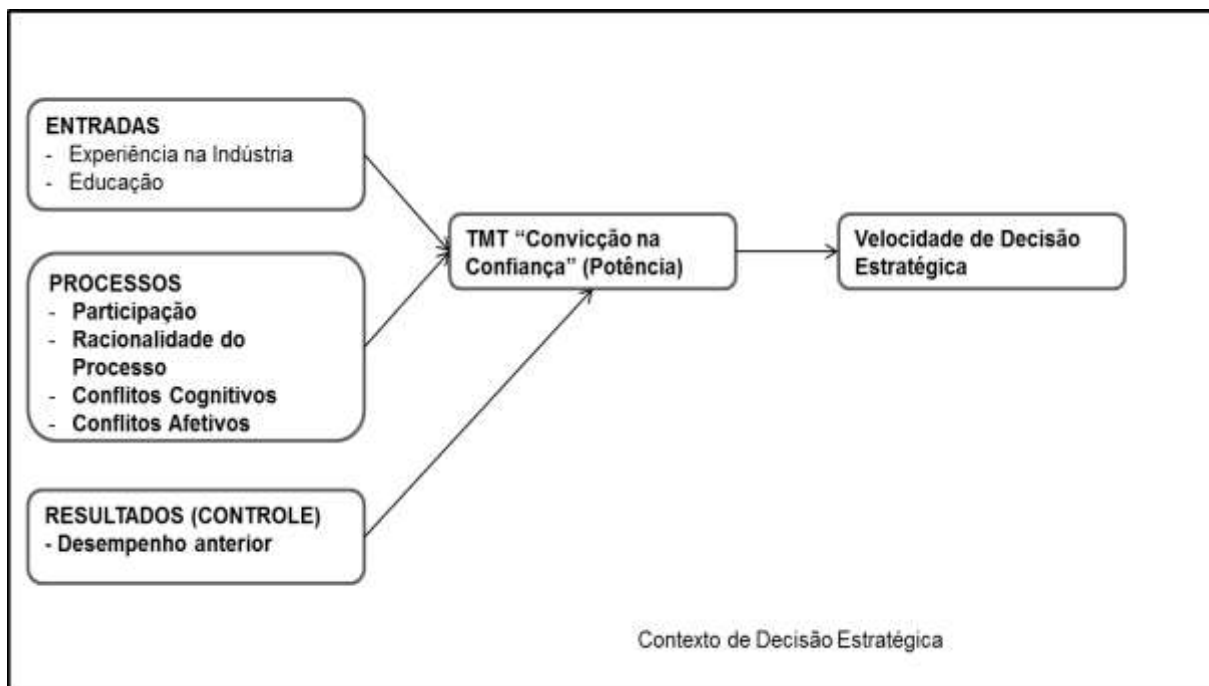 ENTRADAS
- Experiência na Indústria
- Educação
PROCESSOS
- Participação
- Racionalidade do
Processo
- Conflitos Cognitivos
- Conflitos Afetivos
RESULTADOS (CONTROLE)
- Desempenho anterior
TMT “Convicção na
Confiança” (Potência)
Velocidade de Decisão
Estratégica
Contexto de Decisão Estratégica